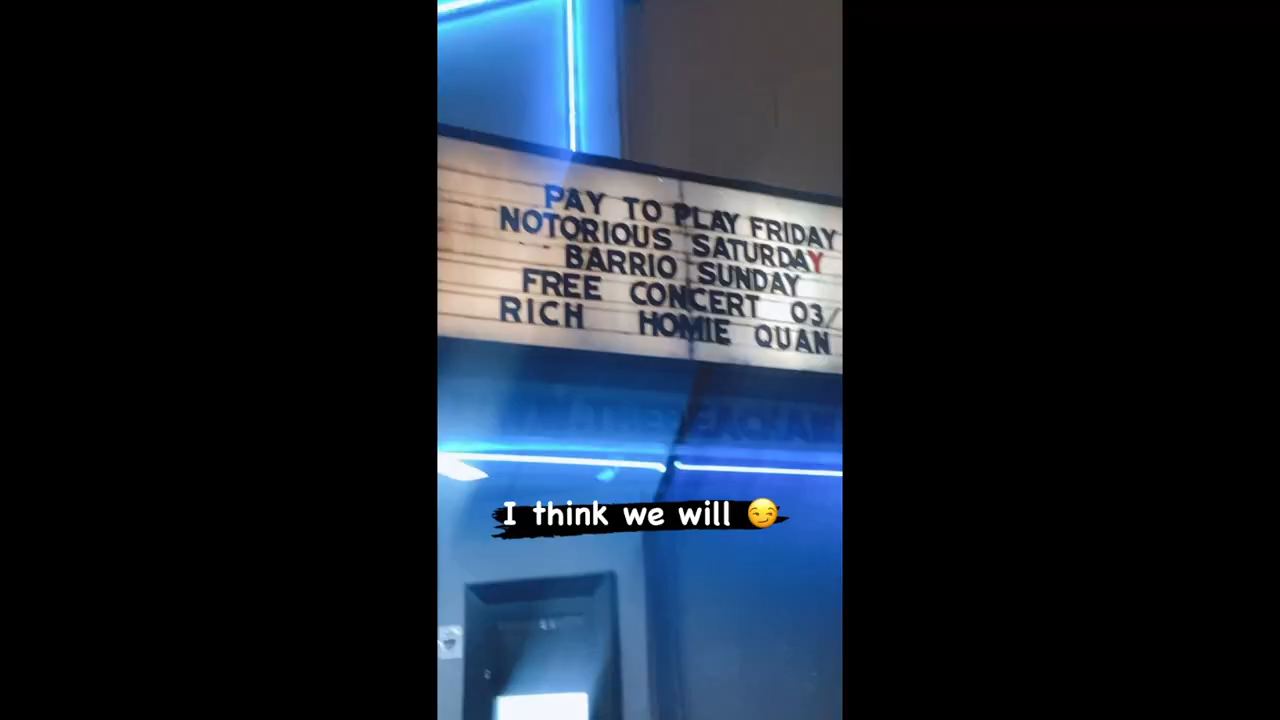 PAY TO PLAY FRIDAY
NOTORIOUS SATURDAY
BARRIO SUNDAY
FREE CONCERT 03/
RICH HOMIE QUAN
I think we will 😏